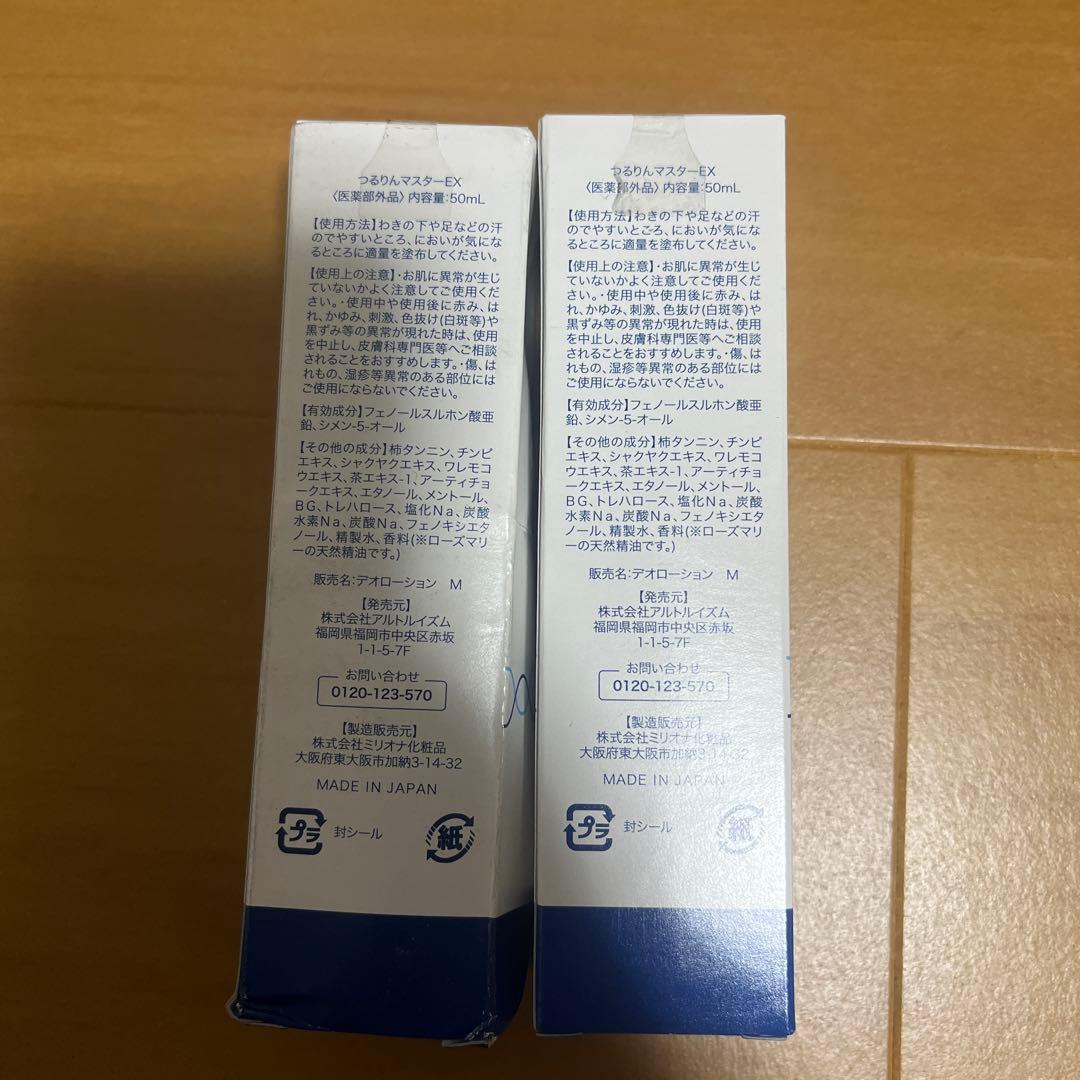 つるりんマスターEX
〈医薬部外品〉内容量:50mL
【使用方法】わきの下や足などの汗
のでやすいところ、においが気にな
るところに適量を塗布してください。
【使用上の注意】・お肌に異常が生じ
ていないかよく注意してご使用くだ
さい。・使用中や使用後に赤み、は
れ、かゆみ、刺激、色抜け(白斑等)や
黒ずみ等の異常が現れた時は、使用
を中止し、皮膚科専門医等へご相談
されることをおすすめします。・傷、は
れもの、湿疹等異常のある部位には
ご使用にならないでください。
【有効成分】フェノールスルホン酸亜
鉛、シメン-5-オール
【その他の成分】柿タンニン、チンピ
エキス、シャクヤクエキス、ワレモコ
ウエキス、茶エキス-1、アーティチョ
ークエキス、エタノール、メントール、
BG、トレハロース、塩化Na、炭酸
水素Na、炭酸Na、フェノキシエタ
ノール、精製水、香料(※ローズマリ
ーの天然精油です。)
販売名:デオローション M
【発売元】
株式会社アルトルイズム
福岡県福岡市中央区赤坂
1-1-5-7F
お問い合わせ
0120-123-570
【製造販売元】
株式会社ミリオナ化粧品
大阪府東大阪市加納3-14-32
MADE IN JAPAN
プラ 封シール 紙
つるりんマスターEX
〈医薬部外品〉内容量:50mL
【使用方法】わきの下や足などの汗
のでやすいところ、においが気にな
るところに適量を塗布してください。
【使用上の注意】・お肌に異常が生じ
ていないかよく注意してご使用くだ
さい。・使用中や使用後に赤み、は
れ、かゆみ、刺激、色抜け(白斑等)や
黒ずみ等の異常が現れた時は、使用
を中止し、皮膚科専門医等へご相談
されることをおすすめします。・傷、は
れもの、湿疹等異常のある部位には
ご使用にならないでください。
【有効成分】フェノールスルホン酸亜
鉛、シメン-5-オール
【その他の成分】柿タンニン、チンピ
エキス、シャクヤクエキス、ワレモコ
ウエキス、茶エキス-1、アーティチョ
ークエキス、エタノール、メントール、
BG、トレハロース、塩化Na、炭酸
水素Na、炭酸Na、フェノキシエタ
ノール、精製水、香料(※ローズマリ
ーの天然精油です。)
販売名:デオローション M
【発売元】
株式会社アルトルイズム
福岡県福岡市中央区赤坂
1-1-5-7F
お問い合わせ
0120-123-570
【製造販売元】
株式会社ミリオナ化粧品
大阪府東大阪市加納3-14-32
MADE IN JAPAN
プラ 封シール 紙